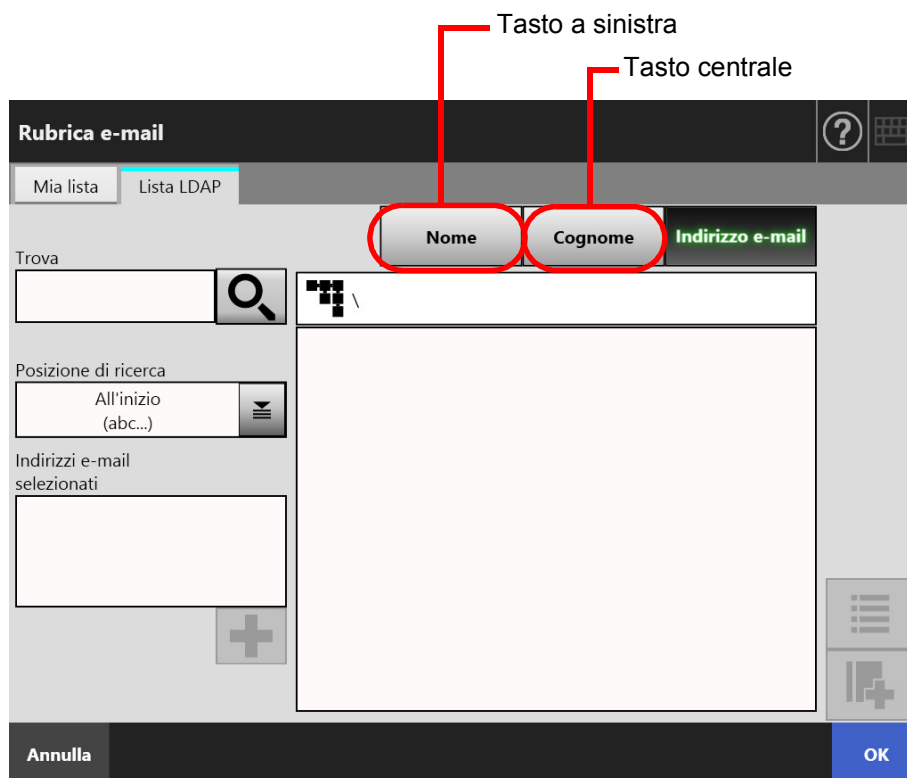 Tasto a sinistra
Tasto centrale
Rubrica e-mail
?
Mia lista Lista LDAP
Nome Cognome Indirizzo e-mail
Trova
\
Posizione di ricerca
All'inizio
(abc...)
Indirizzi e-mail
selezionati
Annulla OK